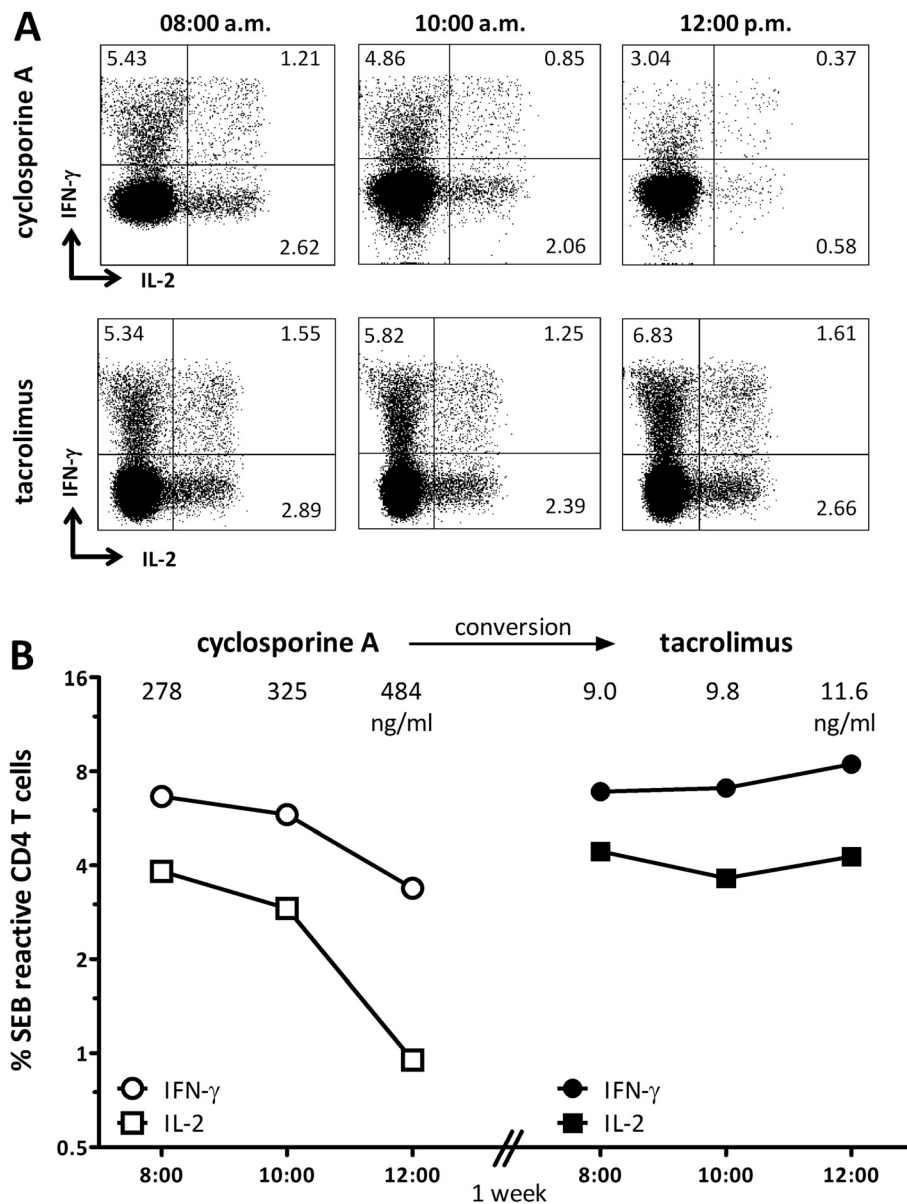 A
08:00 a.m. 10:00 a.m. 12:00 p.m.
cyclosporine A
5.43 1.21
2.62
4.86 0.85
2.06
3.04 0.37
0.58
IFN-γ
IL-2
tacrolimus
5.34 1.55
2.89
5.82 1.25
2.39
6.83 1.61
2.66
IFN-γ
IL-2
B
cyclosporine A conversion tacrolimus
278 325 484 9.0 9.8 11.6
ng/ml ng/ml
% SEB reactive CD4 T cells
16
8
4
2
1
0.5
IFN-γ IFN-γ
IL-2 IL-2
8:00 10:00 12:00 8:00 10:00 12:00
1 week